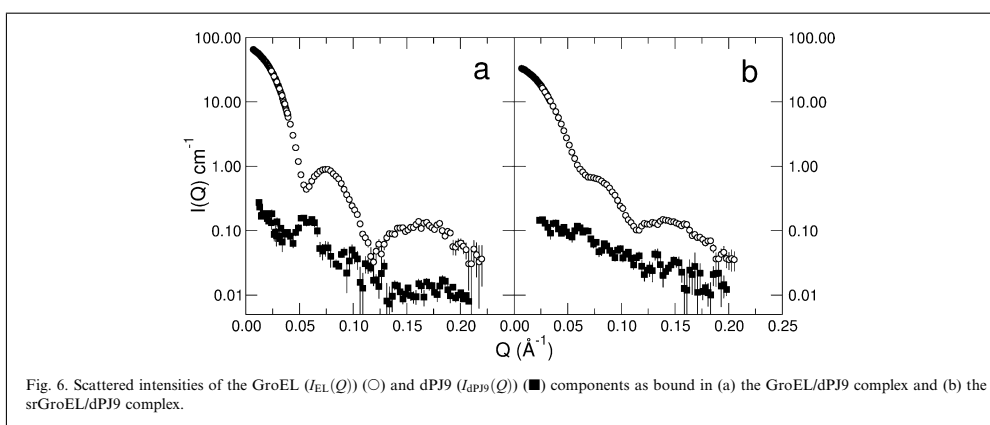 100.00
10.00
1.00
0.10
0.01
I(Q) cm⁻¹
a
b
100.00
10.00
1.00
0.10
0.01
0.00 0.05 0.10 0.15 0.20 0.00 0.05 0.10 0.15 0.20 0.25
Q (Å⁻¹)
Fig. 6. Scattered intensities of the GroEL (I_EL(Q)) (○) and dPJ9 (I_dPJ9(Q)) (■) components as bound in (a) the GroEL/dPJ9 complex and (b) the
srGroEL/dPJ9 complex.